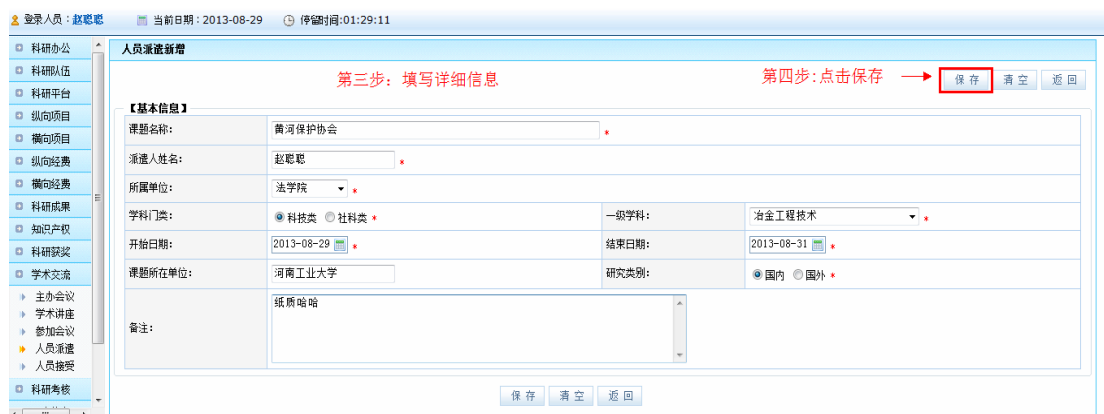 登录人员：赵聪聪 当前日期：2013-08-29 停留时间:01:29:11
科研办公
科研队伍
科研平台
纵向项目
横向项目
纵向经费
横向经费
科研成果
知识产权
科研获奖
学术交流
主办会议
学术讲座
参加会议
人员派遣
人员接受
科研考核
人员派遣新增
第三步：填写详细信息
第四步:点击保存
保 存 清 空 返 回
【基本信息】
课题名称: 黄河保护协会 *
派遣人姓名: 赵聪聪 *
所属单位: 法学院 *
学科门类: 科技类 社科类 * 一级学科: 冶金工程技术 *
开始日期: 2013-08-29 * 结束日期: 2013-08-31 *
课题所在单位: 河南工业大学 研究类别: 国内 国外 *
备注: 纸质哈哈
保 存 清 空 返 回